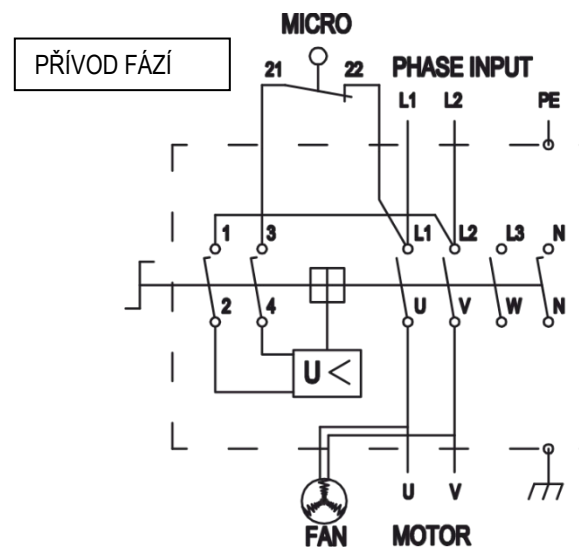 MICRO
PŘÍVOD FÁZÍ
21 22 PHASE INPUT
L1 L2 PE
1 3 L1 L2 L3 N
2 4 U V W N
U <
U V
FAN MOTOR